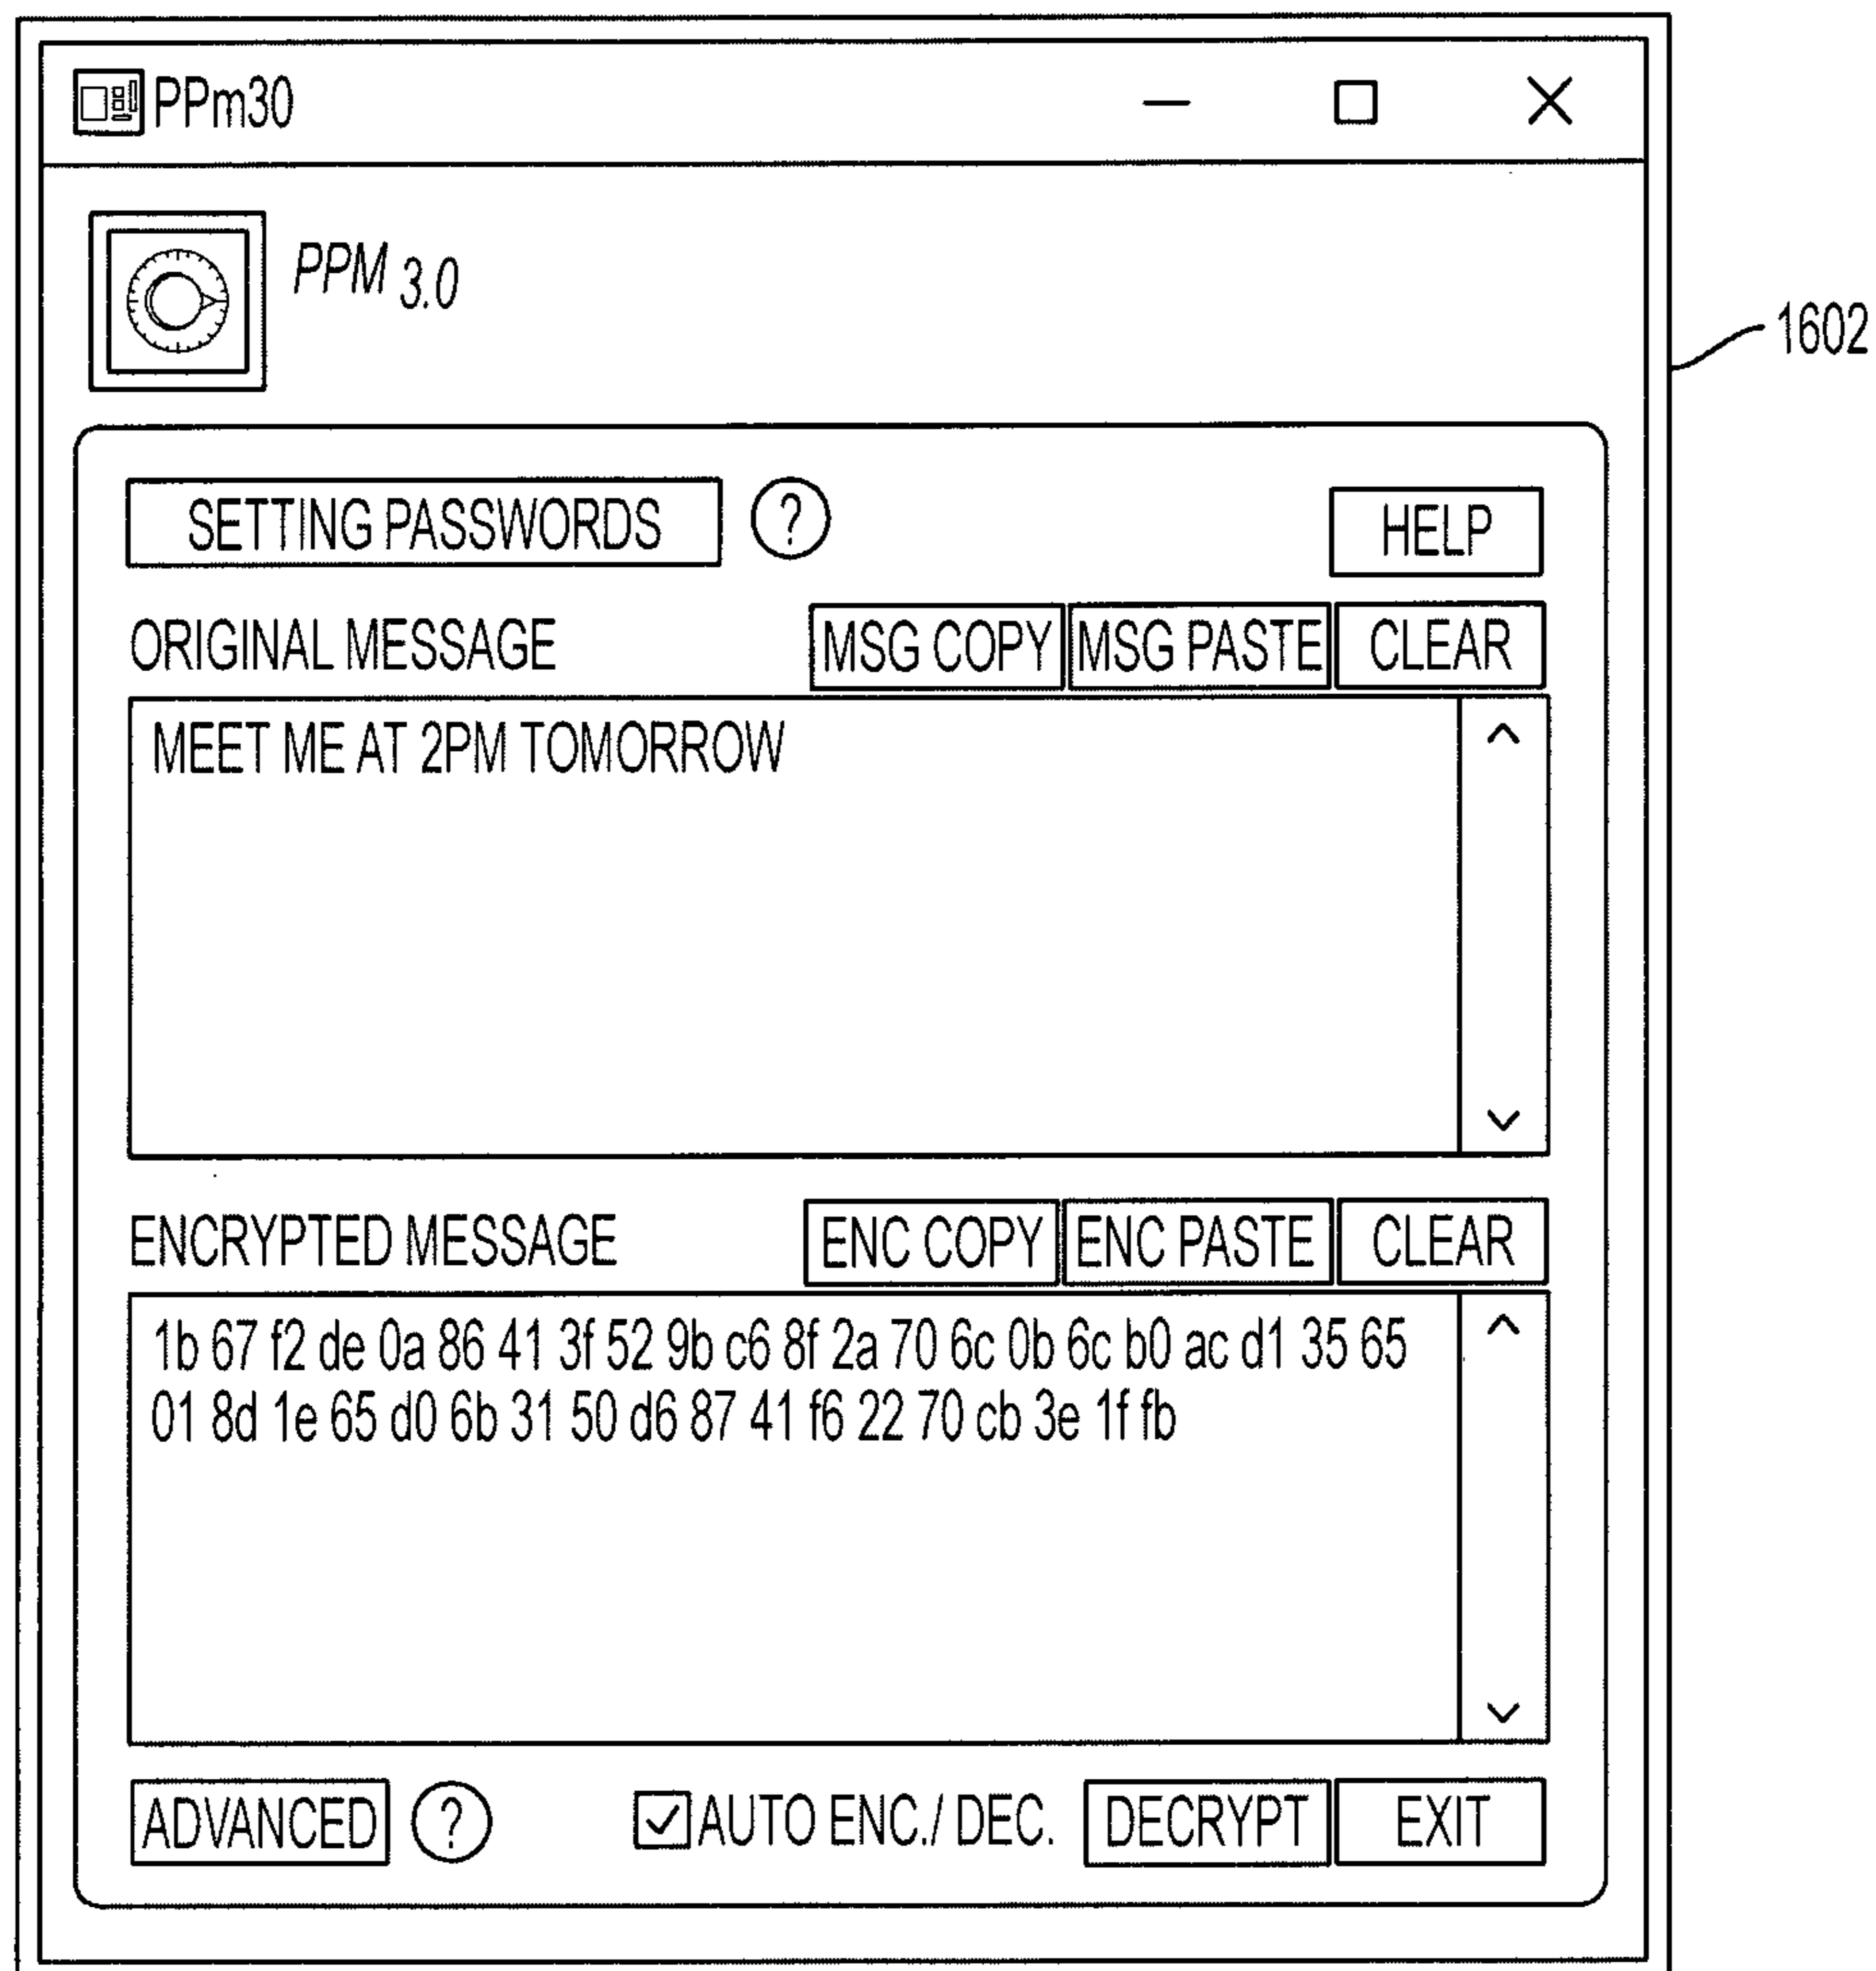 PPm30
PPM 3.0
1602
SETTING PASSWORDS ? HELP
ORIGINAL MESSAGE MSG COPY MSG PASTE CLEAR
MEET ME AT 2PM TOMORROW
ENCRYPTED MESSAGE ENC COPY ENC PASTE CLEAR
1b 67 f2 de 0a 86 41 3f 52 9b c6 8f 2a 70 6c 0b 6c b0 ac d1 35 65
01 8d 1e 65 d0 6b 31 50 d6 87 41 f6 22 70 cb 3e 1f fb
ADVANCED ? AUTO ENC./ DEC. DECRYPT EXIT